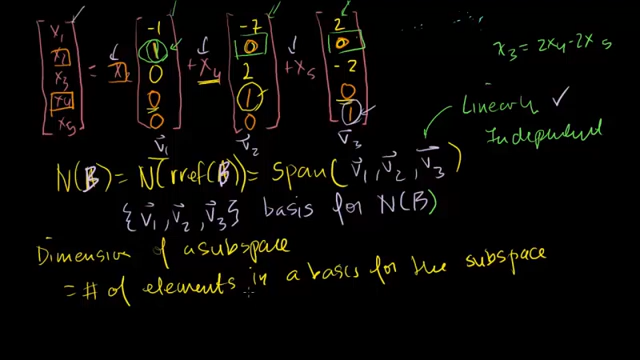 x₁ -1 -7 2
x₂ 1 0 0
x₃ = x₂ 0 + x₄ 2 + x₅ -2
x₄ 0 1 0
x₅ 0 0 1
x₃ = 2x₄ - 2x₅
v₁ v₂ v₃
Linearly ✓
Independent
N(B) = N(rref(B)) = span(v₁, v₂, v₃)
{v₁, v₂, v₃} basis for N(B)
Dimension of a subspace
= # of elements in a basis for the subspace